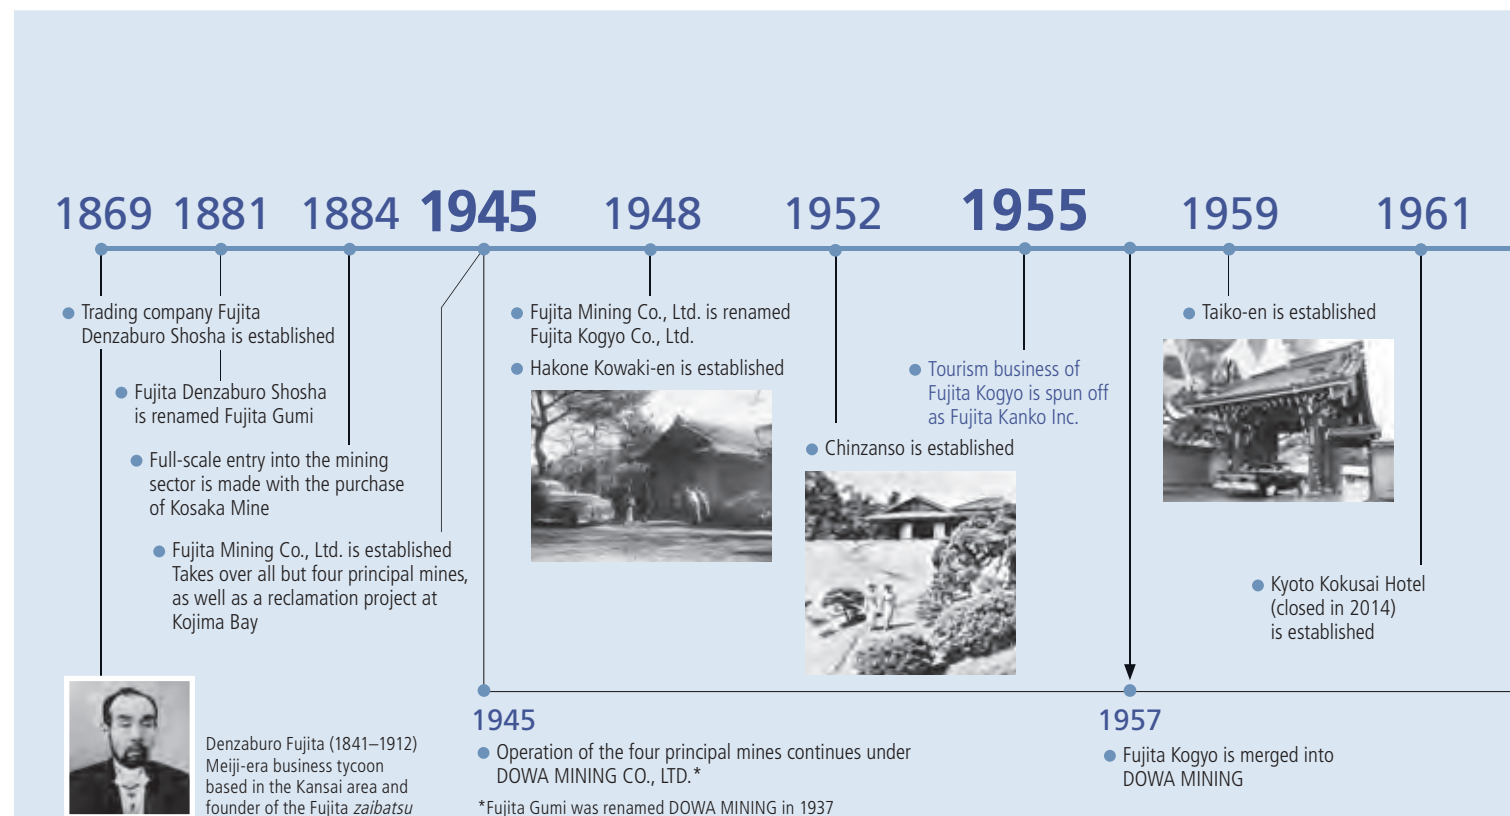 1869 1881 1884 1945 1948 1952 1955 1959 1961
Trading company Fujita
Denzaburo Shosha is established
Fujita Denzaburo Shosha
is renamed Fujita Gumi
Full-scale entry into the mining
sector is made with the purchase
of Kosaka Mine
Fujita Mining Co., Ltd. is established
Takes over all but four principal mines,
as well as a reclamation project at
Kojima Bay
Fujita Mining Co., Ltd. is renamed
Fujita Kogyo Co., Ltd.
Hakone Kowaki-en is established
Chinzanso is established
Tourism business of
Fujita Kogyo is spun off
as Fujita Kanko Inc.
Taiko-en is established
Kyoto Kokusai Hotel
(closed in 2014)
is established
Denzaburo Fujita (1841–1912)
Meiji-era business tycoon
based in the Kansai area and
founder of the Fujita zaibatsu
1945
Operation of the four principal mines continues under
DOWA MINING CO., LTD.*
*Fujita Gumi was renamed DOWA MINING in 1937
1957
Fujita Kogyo is merged into
DOWA MINING